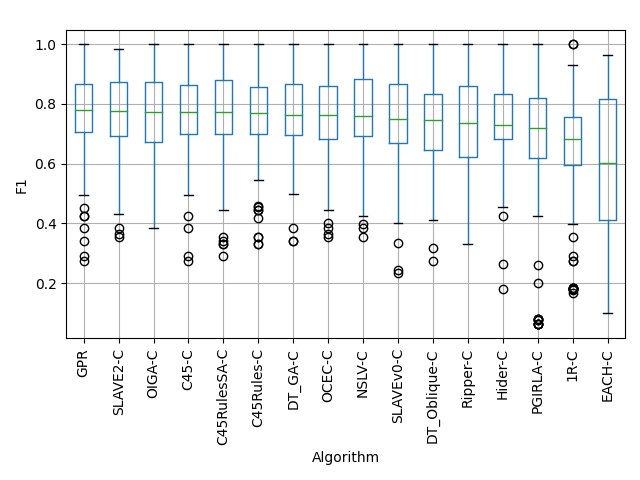 1.0
0.8
0.6
0.4
0.2
F1
GPR
SLAVE2-C
OIGA-C
C45-C
C45RulesSA-C
C45Rules-C
DT_GA-C
OCEC-C
NSLV-C
SLAVEv0-C
DT_Oblique-C
Ripper-C
Hider-C
PGIRLA-C
1R-C
EACH-C
Algorithm